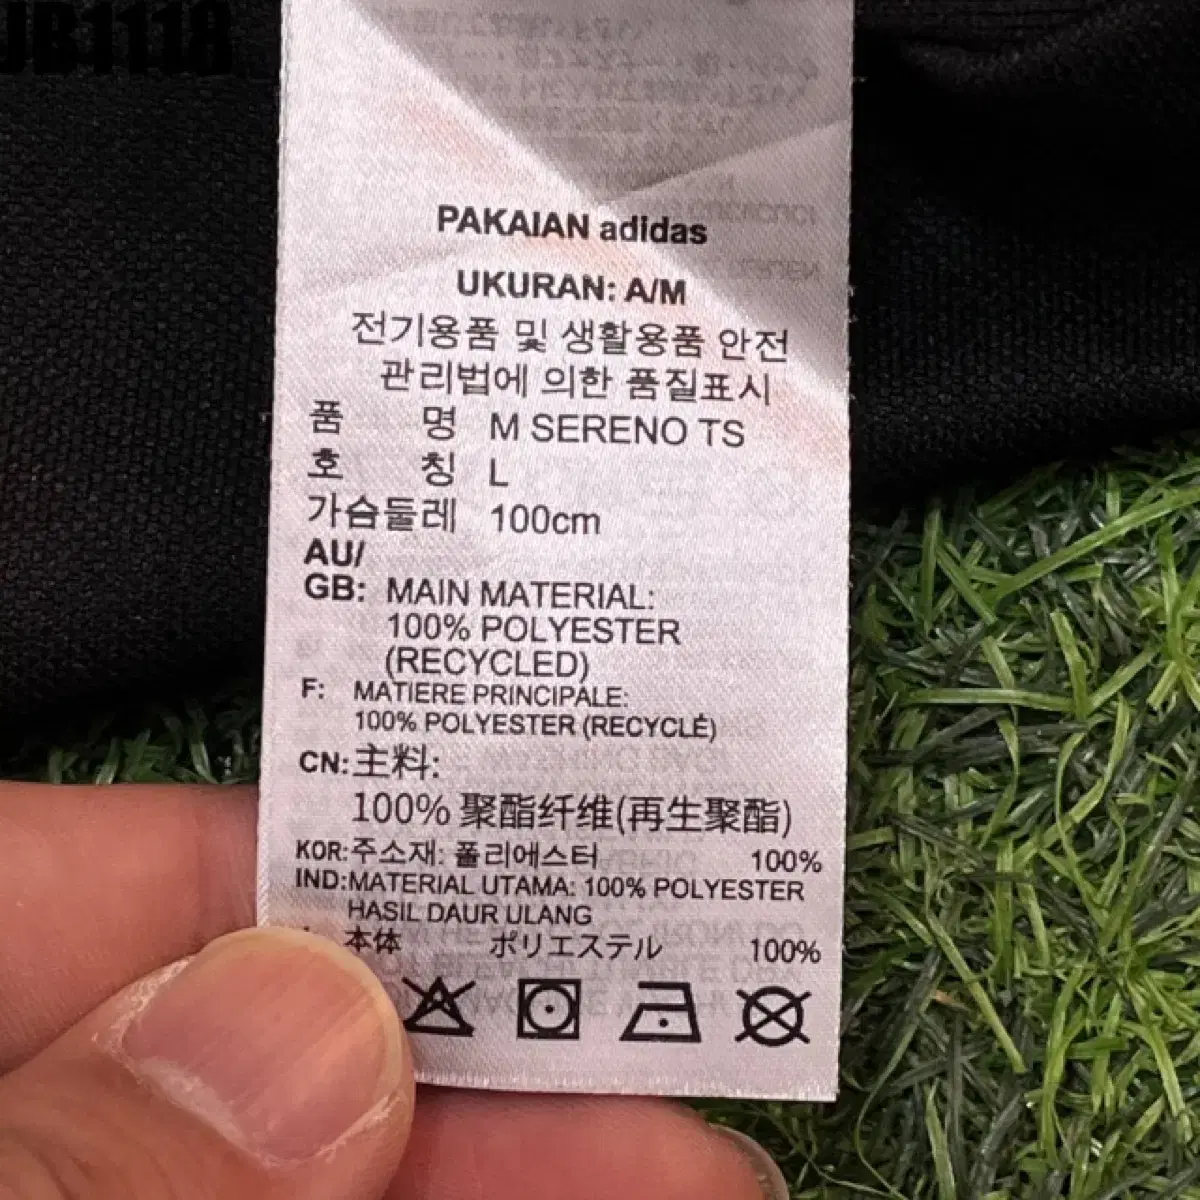 JB1118
PAKAIAN adidas
UKURAN: A/M
전기용품 및 생활용품 안전
관리법에 의한 품질표시
품 명 M SERENO TS
호 칭 L
가슴둘레 100cm
AU/
GB: MAIN MATERIAL:
100% POLYESTER
(RECYCLED)
F: MATIERE PRINCIPALE:
100% POLYESTER (RECYCLÉ)
CN:主料:
100% 聚酯纤维(再生聚酯)
KOR:주소재: 폴리에스터 100%
IND:MATERIAL UTAMA: 100% POLYESTER
HASIL DAUR ULANG
本体 ポリエステル 100%